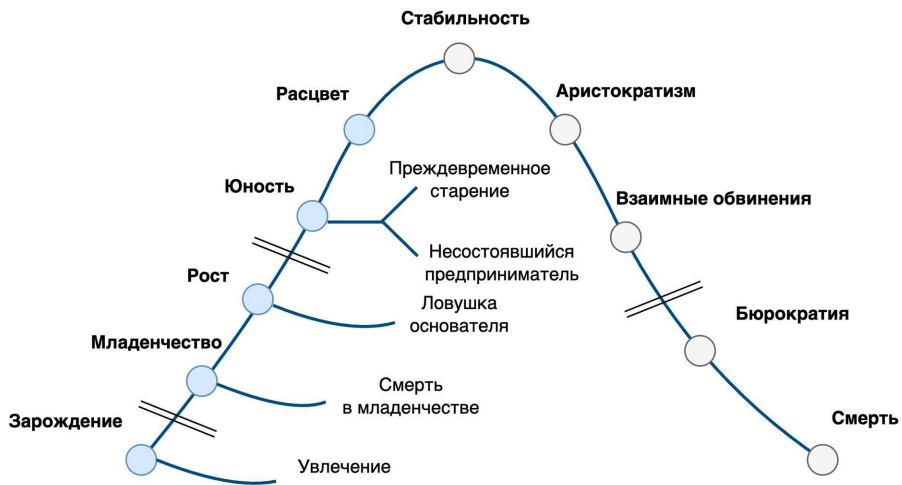 Стабильность
Расцвет
Аристократизм
Преждевременное
старение
Юность
Взаимные обвинения
Несостоявшийся
предприниматель
Рост
Ловушка
основателя
Бюрократия
Младенчество
Смерть
в младенчестве
Зарождение
Смерть
Увлечение